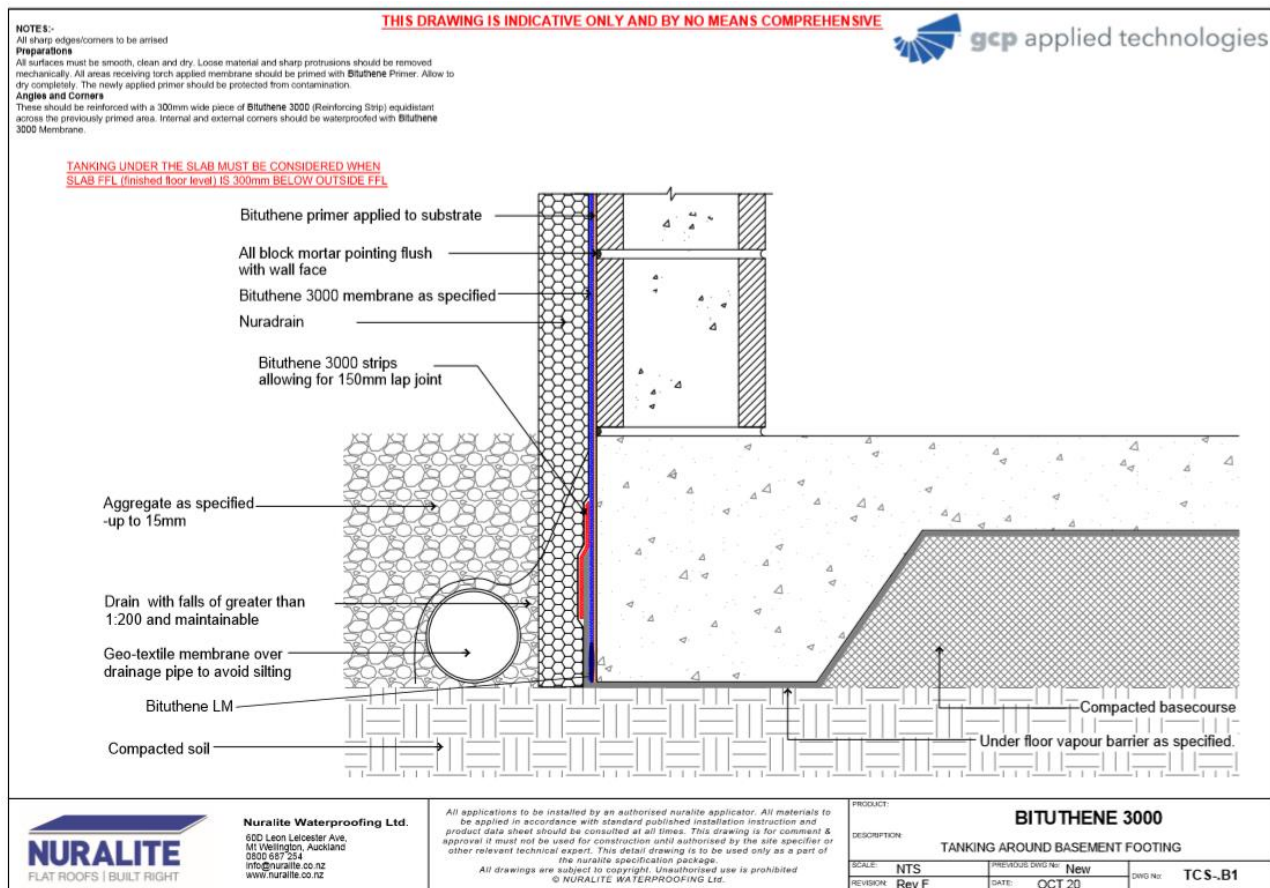 THIS DRAWING IS INDICATIVE ONLY AND BY NO MEANS COMPREHENSIVE
gcp applied technologies
NOTES:-
All sharp edges/corners to be arrised
Preparations
All surfaces must be smooth, clean and dry. Loose material and sharp protrusions should be removed
mechanically. All areas receiving torch applied membrane should be primed with Bituthene Primer. Allow to
dry completely. The newly applied primer should be protected from contamination.
Angles and Corners
These should be reinforced with a 300mm wide piece of Bituthene 3000 (Reinforcing Strip) equidistant
across the previously primed area. Internal and external corners should be waterproofed with Bituthene
3000 Membrane.
TANKING UNDER THE SLAB MUST BE CONSIDERED WHEN
SLAB FFL (finished floor level) IS 300mm BELOW OUTSIDE FFL
Bituthene primer applied to substrate
All block mortar pointing flush
with wall face
Bituthene 3000 membrane as specified
Nuradrain
Bituthene 3000 strips
allowing for 150mm lap joint
Aggregate as specified
-up to 15mm
Drain with falls of greater than
1:200 and maintainable
Geo-textile membrane over
drainage pipe to avoid silting
Bituthene LM
Compacted soil
Compacted basecourse
Under floor vapour barrier as specified.
NURALITE
FLAT ROOFS | BUILT RIGHT
Nuralite Waterproofing Ltd.
60D Leon Leicester Ave,
Mt Wellington, Auckland
0800 687 254
info@nuralite.co.nz
www.nuralite.co.nz
All applications to be installed by an authorised nuralite applicator. All materials to
be applied in accordance with standard published installation instruction and
product data sheet should be consulted at all times. This drawing is for comment &
approval it must not be used for construction until authorised by the site specifier or
other relevant technical expert. This detail drawing is to be used only as a part of
the nuralite specification package.
All drawings are subject to copyright. Unauthorised use is prohibited
© NURALITE WATERPROOFING Ltd.
PRODUCT:
BITUTHENE 3000
DESCRIPTION:
TANKING AROUND BASEMENT FOOTING
SCALE: NTS
PREVIOUS DWG No: New
DWG No: TCS-.B1
REVISION: Rev F
DATE: OCT 20